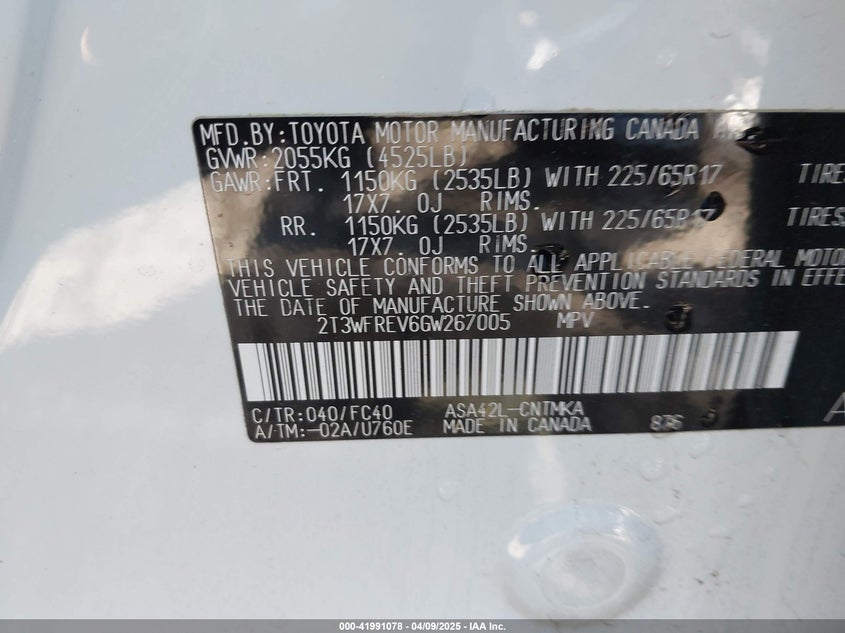 MFD.BY:TOYOTA MOTOR MANUFACTURING CANADA
GVWR:2055KG (4525LB)
GAWR:FRT. 1150KG (2535LB) WITH 225/65R17 TIRE
17X7.0J RIMS.
RR. 1150KG (2535LB) WITH 225/65R17 TIRES
17X7.0J RIMS.
THIS VEHICLE CONFORMS TO ALL APPLICABLE FEDERAL MOTOR
VEHICLE SAFETY AND THEFT PREVENTION STANDARDS IN EFFE
THE DATE OF MANUFACTURE SHOWN ABOVE.
2T3WFREV6GW267005 MPV
C/TR:040/FC40 ASA42L-CNTMKA
A/TM:-02A/U760E MADE IN CANADA
000-41991078 04/09/2025 IAA Inc.